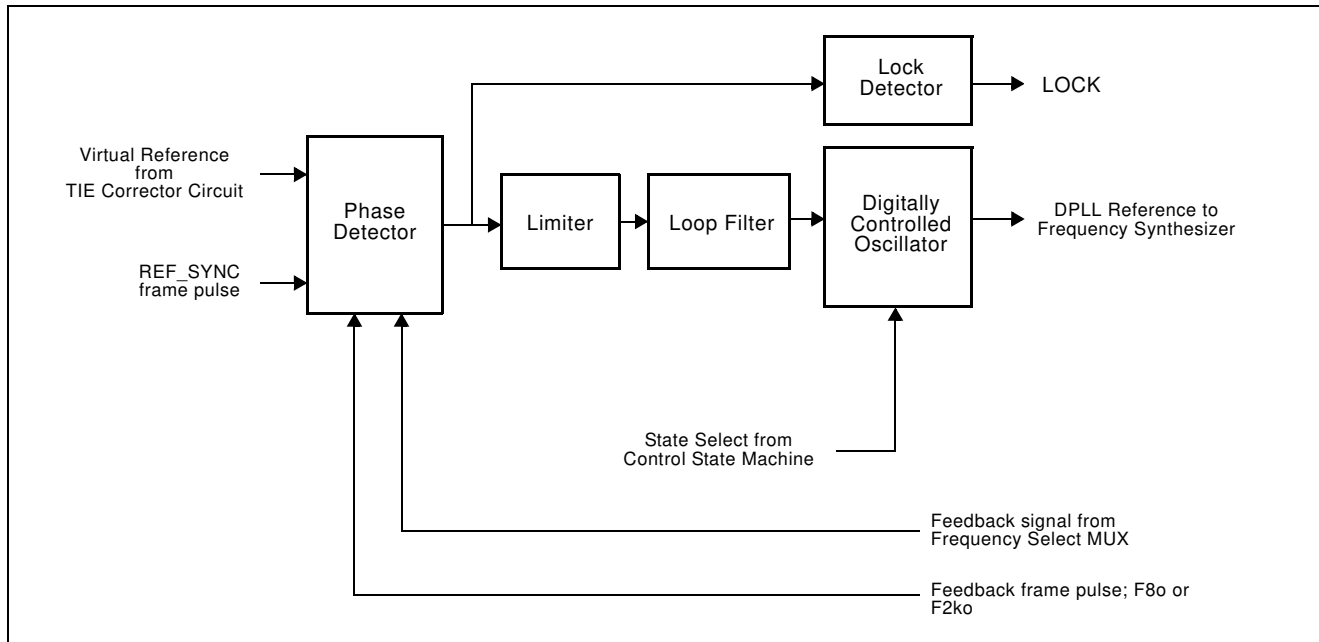 Lock
Detector
LOCK
Virtual Reference
from
TIE Corrector Circuit
Phase
Detector
Limiter
Loop Filter
Digitally
Controlled
Oscillator
DPLL Reference to
Frequency Synthesizer
REF_SYNC
frame pulse
State Select from
Control State Machine
Feedback signal from
Frequency Select MUX
Feedback frame pulse; F8o or
F2ko